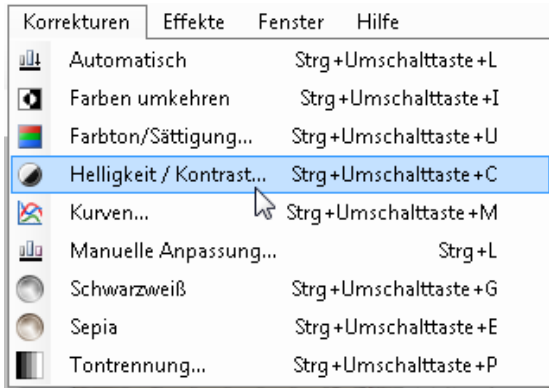 Korrekturen Effekte Fenster Hilfe
Automatisch Strg+Umschalttaste+L
Farben umkehren Strg+Umschalttaste+I
Farbton/Sättigung... Strg+Umschalttaste+U
Helligkeit / Kontrast... Strg+Umschalttaste+C
Kurven... Strg+Umschalttaste+M
Manuelle Anpassung... Strg+L
Schwarzweiß Strg+Umschalttaste+G
Sepia Strg+Umschalttaste+E
Tontrennung... Strg+Umschalttaste+P